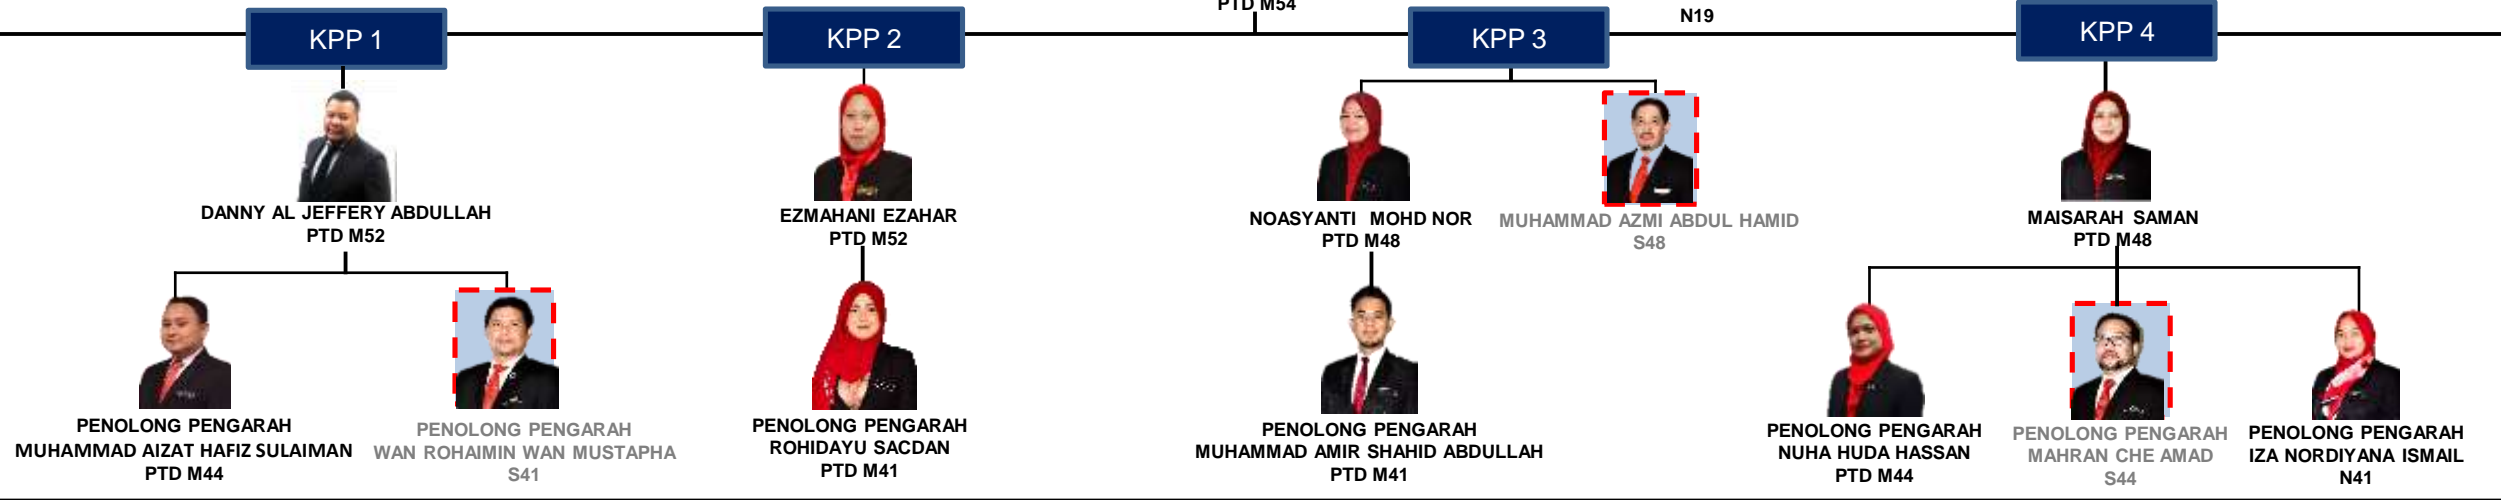 PTD M54
N19
KPP 1
KPP 2
KPP 3
KPP 4
DANNY AL JEFFERY ABDULLAH
PTD M52
EZMAHANI EZAHAR
PTD M52
NOASYANTI MOHD NOR
PTD M48
MUHAMMAD AZMI ABDUL HAMID
S48
MAISARAH SAMAN
PTD M48
PENOLONG PENGARAH
MUHAMMAD AIZAT HAFIZ SULAIMAN
PTD M44
PENOLONG PENGARAH
WAN ROHAIMIN WAN MUSTAPHA
S41
PENOLONG PENGARAH
ROHIDAYU SACDAN
PTD M41
PENOLONG PENGARAH
MUHAMMAD AMIR SHAHID ABDULLAH
PTD M41
PENOLONG PENGARAH
NUHA HUDA HASSAN
PTD M44
PENOLONG PENGARAH
MAHRAN CHE AMAD
S44
PENOLONG PENGARAH
IZA NORDIYANA ISMAIL
N41